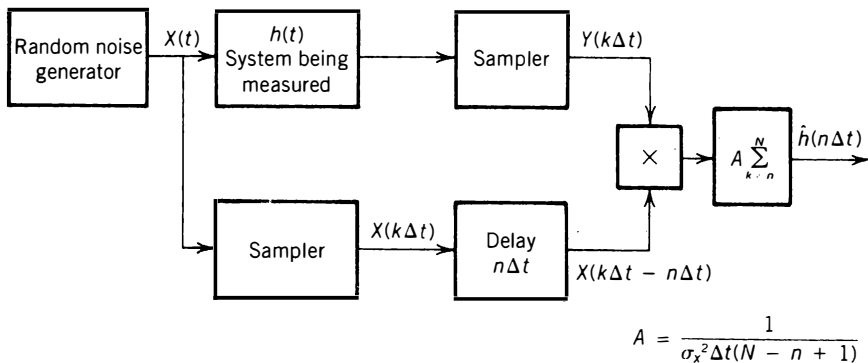 Random noise
generator
X(t)
h(t)
System being
measured
Sampler
Y(kΔt)
×
A Σ
N
k=n
ĥ(nΔt)
Sampler
X(kΔt)
Delay
nΔt
X(kΔt − nΔt)
A = 1 / σₓ²Δt(N − n + 1)